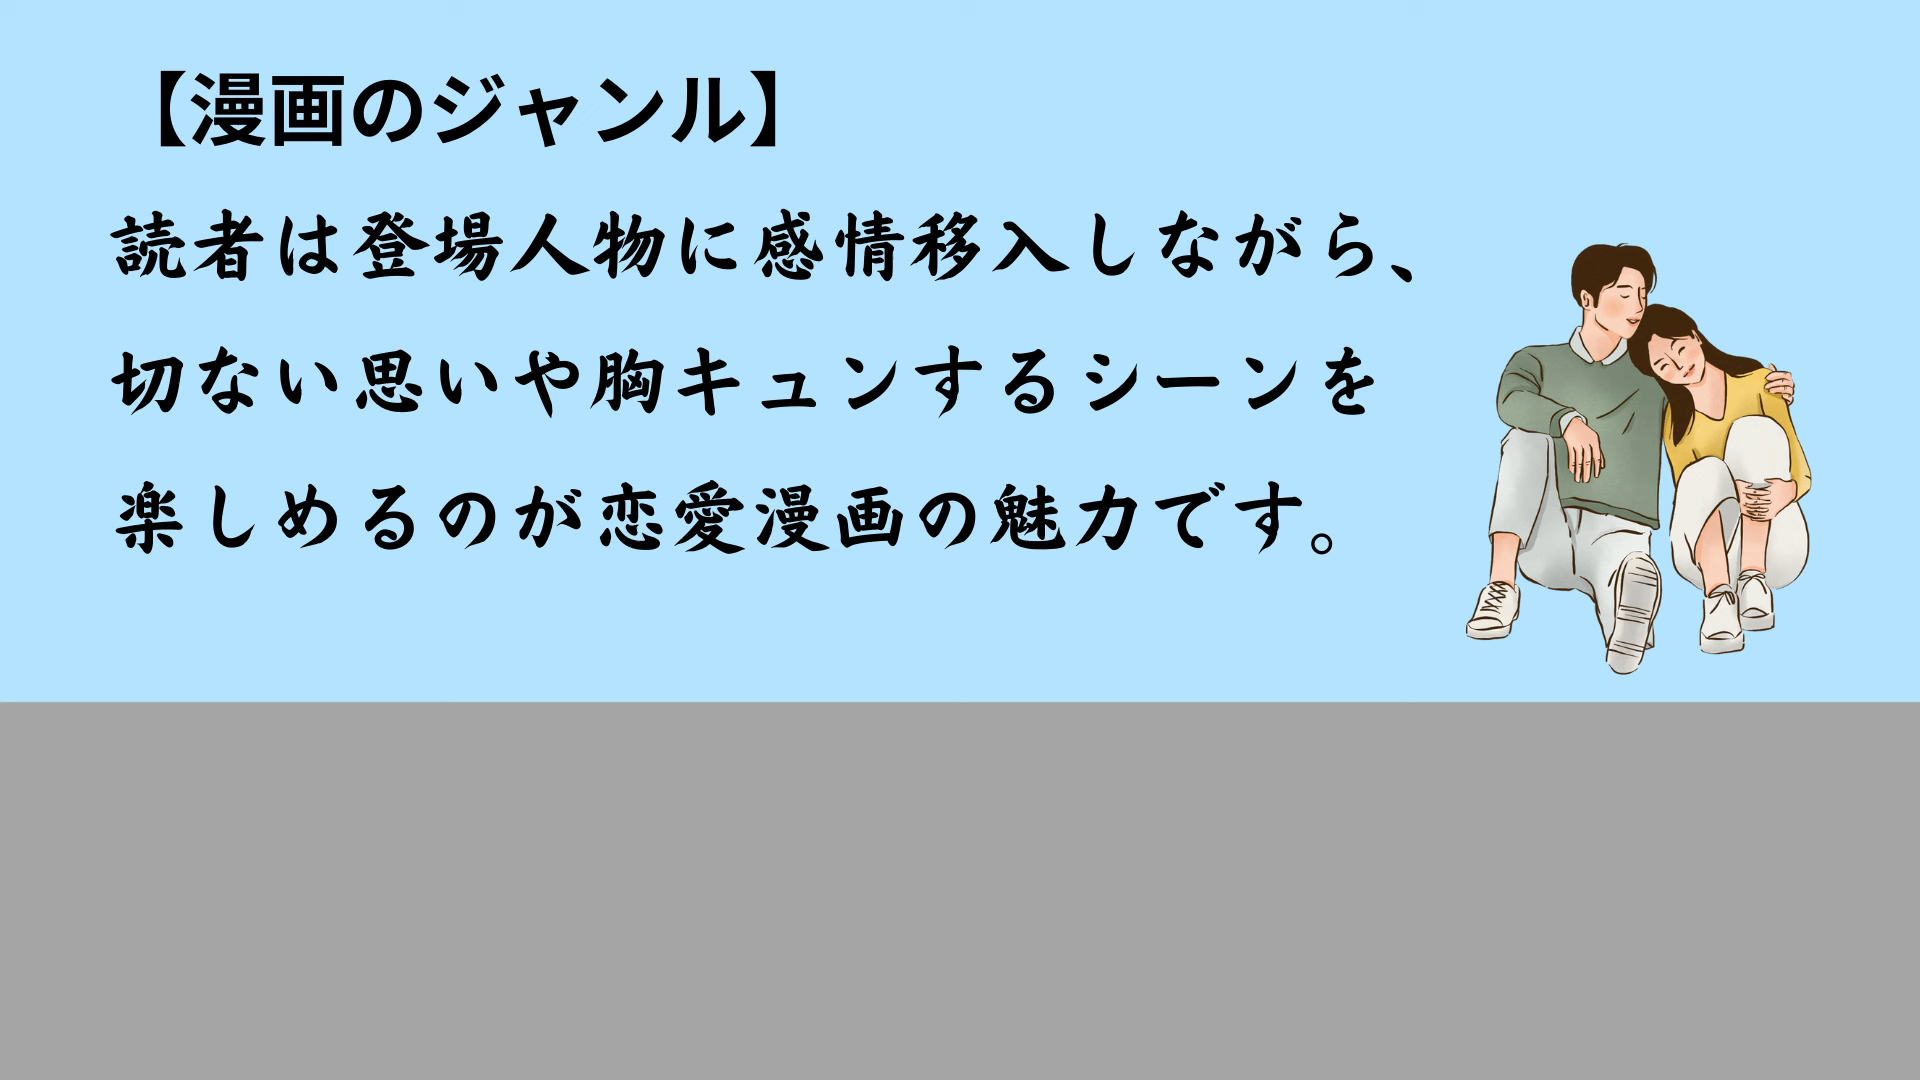 【漫画のジャンル】
読者は登場人物に感情移入しながら、
切ない思いや胸キュンするシーンを
楽しめるのが恋愛漫画の魅力です。